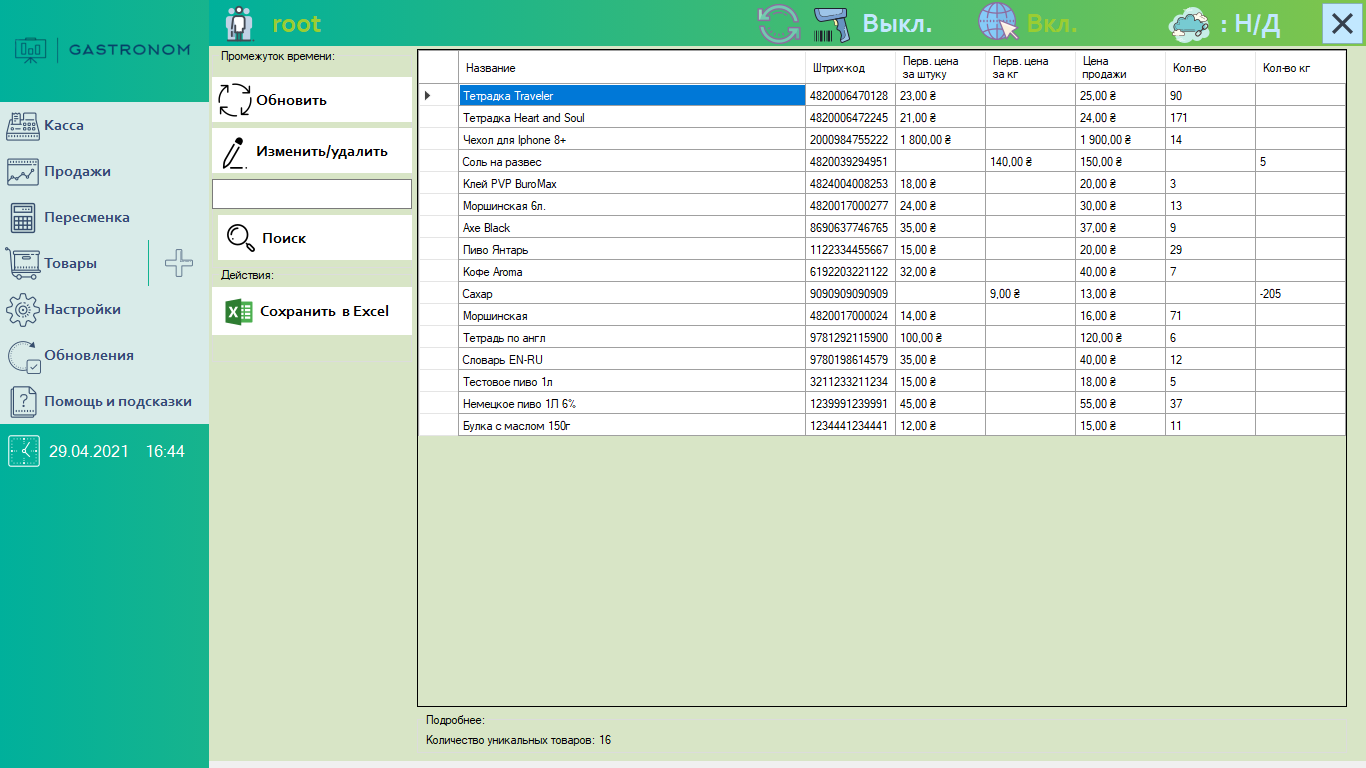 GASTRONOM
root
Выкл.
Вкл.
: Н/Д
Касса
Продажи
Пересменка
Товары
Настройки
Обновления
Помощь и подсказки
29.04.2021 16:44
Промежуток времени:
Обновить
Изменить/удалить
Поиск
Действия:
Сохранить в Excel
Название Штрих-код Перв. цена за штуку Перв. цена за кг Цена продажи Кол-во Кол-во кг
Тетрадка Traveler 4820006470128 23,00 ₴ 25,00 ₴ 90
Тетрадка Heart and Soul 4820006472245 21,00 ₴ 24,00 ₴ 171
Чехол для Iphone 8+ 2000984755222 1 800,00 ₴ 1 900,00 ₴ 14
Соль на развес 4820039294951 140,00 ₴ 150,00 ₴ 5
Клей PVP BuroMax 4824004008253 18,00 ₴ 20,00 ₴ 3
Моршинская 6л. 4820017000277 24,00 ₴ 30,00 ₴ 13
Axe Black 8690637746765 35,00 ₴ 37,00 ₴ 9
Пиво Янтарь 1122334455667 15,00 ₴ 20,00 ₴ 29
Кофе Aroma 6192203221122 32,00 ₴ 40,00 ₴ 7
Сахар 9090909090909 9,00 ₴ 13,00 ₴ -205
Моршинская 4820017000024 14,00 ₴ 16,00 ₴ 71
Тетрадь по англ 9781292115900 100,00 ₴ 120,00 ₴ 6
Словарь EN-RU 9780198614579 35,00 ₴ 40,00 ₴ 12
Тестовое пиво 1л 3211233211234 15,00 ₴ 18,00 ₴ 5
Немецкое пиво 1Л 6% 1239991239991 45,00 ₴ 55,00 ₴ 37
Булка с маслом 150г 1234441234441 12,00 ₴ 15,00 ₴ 11
Подробнее:
Количество уникальных товаров: 16